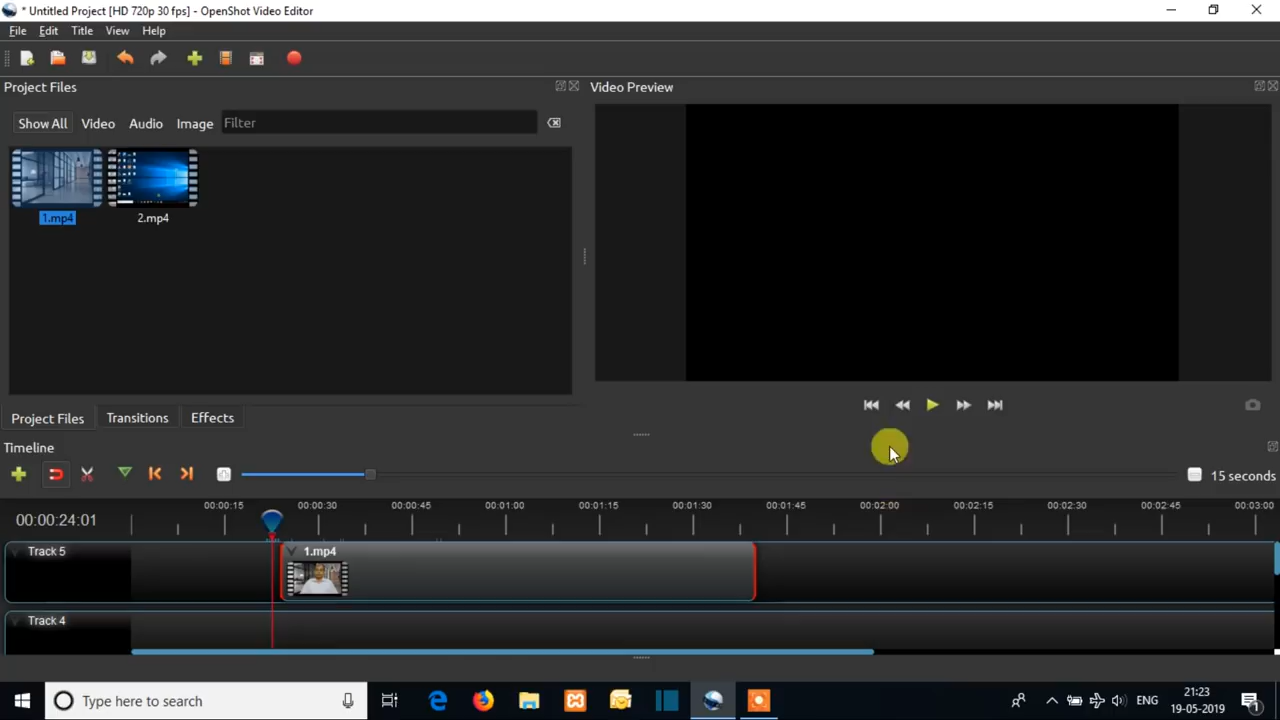 * Untitled Project [HD 720p 30 fps] - OpenShot Video Editor
File Edit Title View Help
Project Files
Video Preview
Show All Video Audio Image Filter
1.mp4 2.mp4
Project Files Transitions Effects
Timeline
15 seconds
00:00:24:01
00:00:15 00:00:30 00:00:45 00:01:00 00:01:15 00:01:30 00:01:45 00:02:00 00:02:15 00:02:30 00:02:45 00:03:00
Track 5
1.mp4
Track 4
Type here to search
ENG
21:23
19-05-2019
1